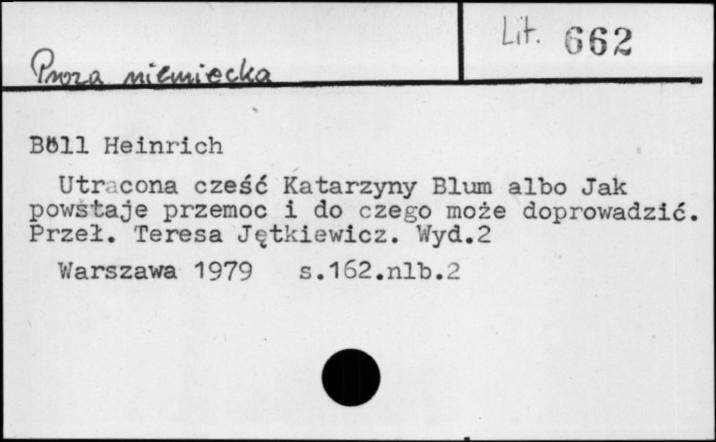 Lit. 662
Proza niemiecka
Böll Heinrich
Utracona cześć Katarzyny Blum albo Jak
powstaje przemoc i do czego może doprowadzić.
Przeł. Teresa Jętkiewicz. Wyd.2
Warszawa 1979 s.162.nlb.2